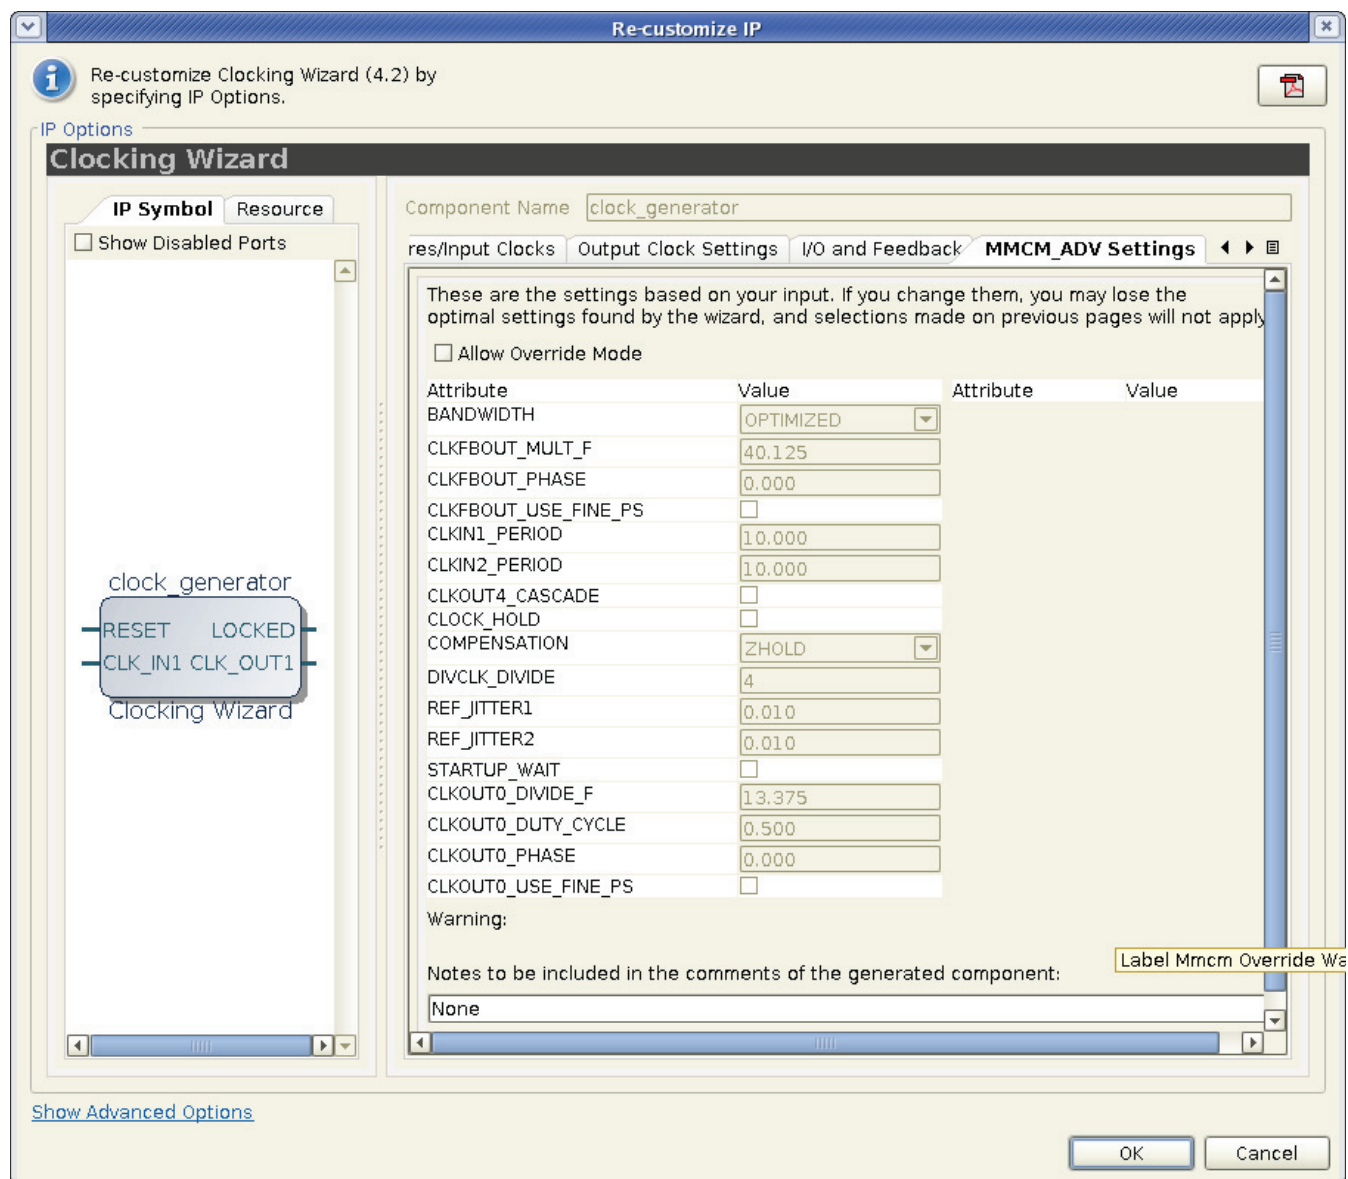 Re-customize IP
Re-customize Clocking Wizard (4.2) by
specifying IP Options.
IP Options
Clocking Wizard
IP Symbol Resource
Show Disabled Ports
clock_generator
RESET LOCKED
CLK_IN1 CLK_OUT1
Clocking Wizard
Component Name clock_generator
res/Input Clocks Output Clock Settings I/O and Feedback MMCM_ADV Settings
These are the settings based on your input. If you change them, you may lose the
optimal settings found by the wizard, and selections made on previous pages will not apply
Allow Override Mode
Attribute Value Attribute Value
BANDWIDTH OPTIMIZED
CLKFBOUT_MULT_F 40.125
CLKFBOUT_PHASE 0.000
CLKFBOUT_USE_FINE_PS
CLKIN1_PERIOD 10.000
CLKIN2_PERIOD 10.000
CLKOUT4_CASCADE
CLOCK_HOLD
COMPENSATION ZHOLD
DIVCLK_DIVIDE 4
REF_JITTER1 0.010
REF_JITTER2 0.010
STARTUP_WAIT
CLKOUT0_DIVIDE_F 13.375
CLKOUT0_DUTY_CYCLE 0.500
CLKOUT0_PHASE 0.000
CLKOUT0_USE_FINE_PS
Warning:
Label Mmcm Override Wa
Notes to be included in the comments of the generated component:
None
Show Advanced Options
OK Cancel